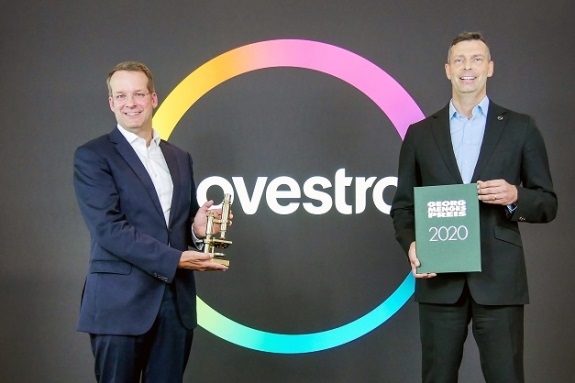 ovestro
GEORG
MENGES
PREIS
2020